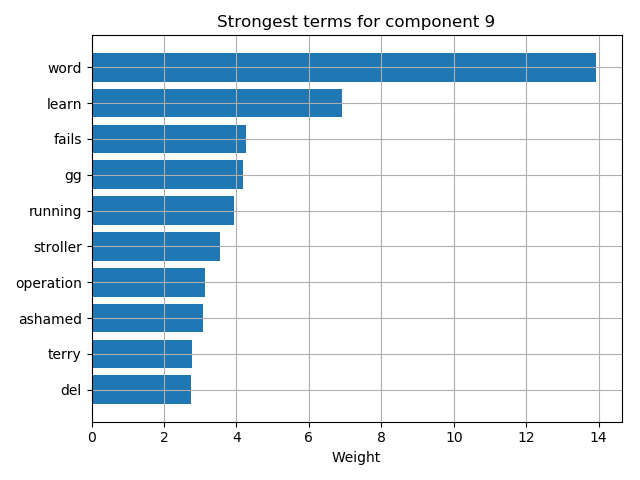 Strongest terms for component 9
word
learn
fails
gg
running
stroller
operation
ashamed
terry
del
0 2 4 6 8 10 12 14
Weight